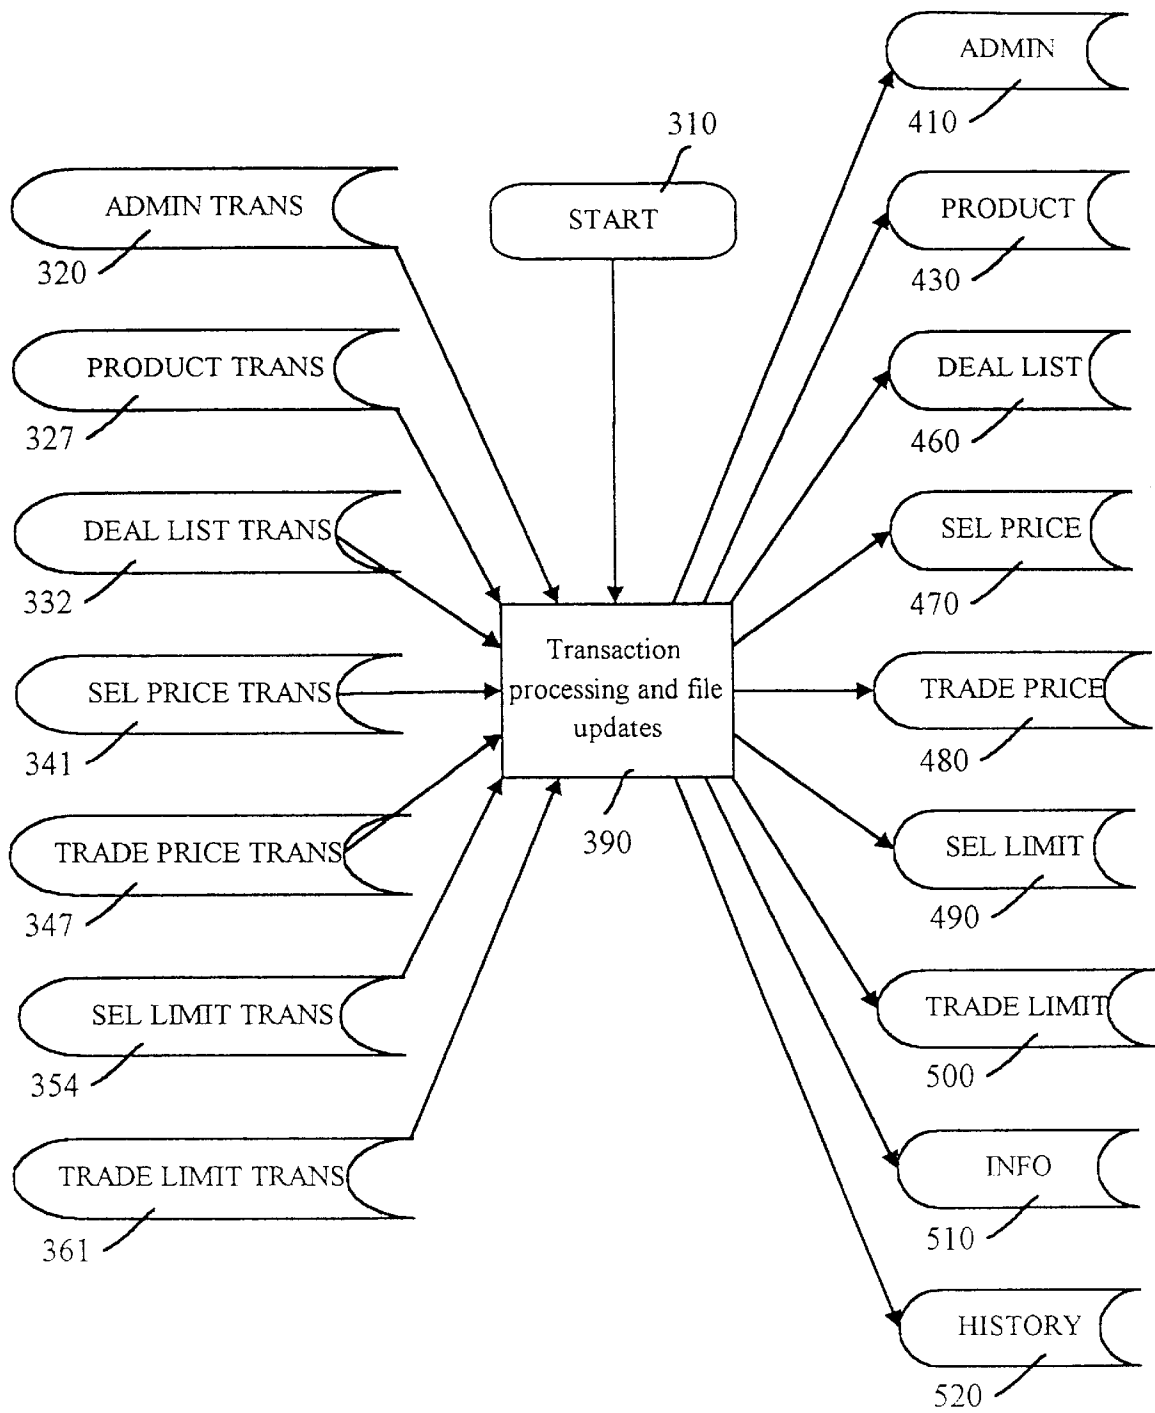 ADMIN
410
310
START
ADMIN TRANS
320
PRODUCT
430
PRODUCT TRANS
327
DEAL LIST
460
DEAL LIST TRANS
332
SEL PRICE
470
SEL PRICE TRANS
341
Transaction
processing and file
updates
390
TRADE PRICE
480
TRADE PRICE TRANS
347
SEL LIMIT
490
SEL LIMIT TRANS
354
TRADE LIMIT
500
TRADE LIMIT TRANS
361
INFO
510
HISTORY
520